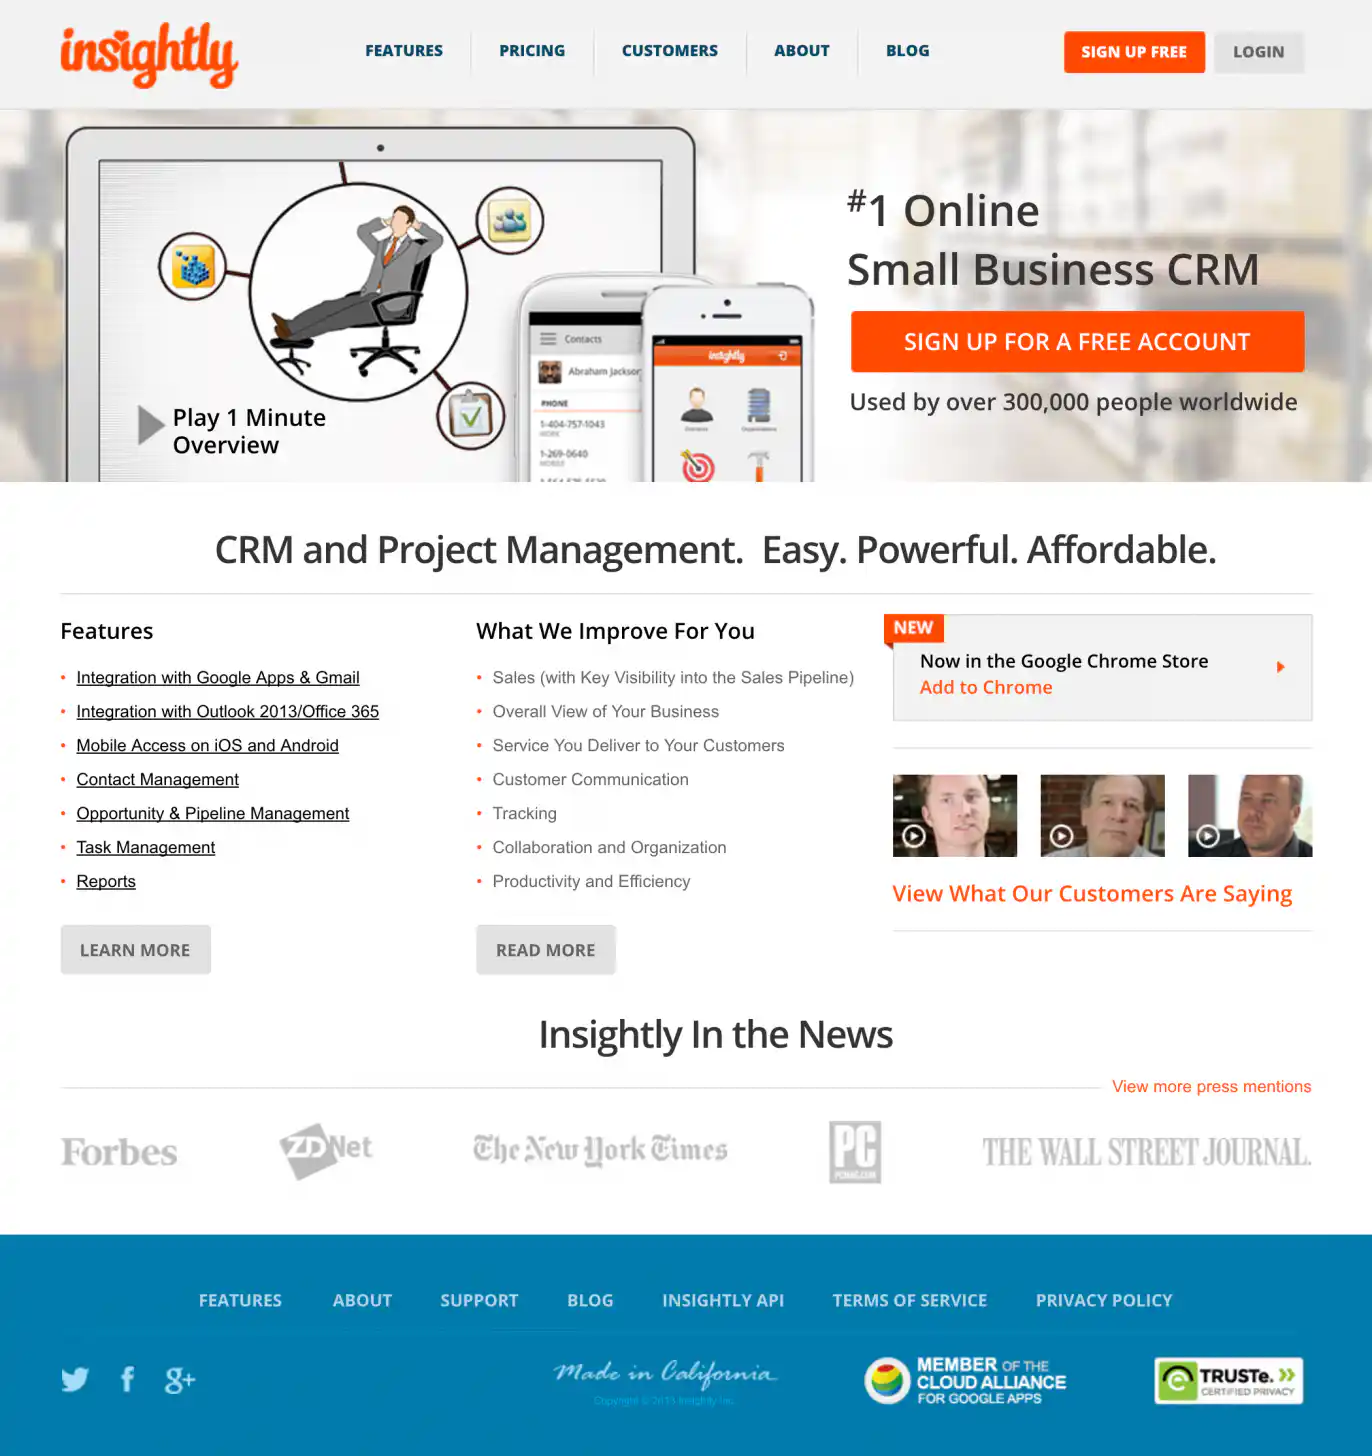 insightly
FEATURES
PRICING
CUSTOMERS
ABOUT
BLOG
SIGN UP FREE
LOGIN
Play 1 Minute
Overview
Contacts
Abraham Jackson
PHONE
1-404-757-1043
WORK
1-269-0640
MOBILE
insightly
#1 Online
Small Business CRM
SIGN UP FOR A FREE ACCOUNT
Used by over 300,000 people worldwide
CRM and Project Management.  Easy. Powerful. Affordable.
Features
• Integration with Google Apps & Gmail
• Integration with Outlook 2013/Office 365
• Mobile Access on iOS and Android
• Contact Management
• Opportunity & Pipeline Management
• Task Management
• Reports
LEARN MORE
What We Improve For You
• Sales (with Key Visibility into the Sales Pipeline)
• Overall View of Your Business
• Service You Deliver to Your Customers
• Customer Communication
• Tracking
• Collaboration and Organization
• Productivity and Efficiency
READ MORE
NEW
Now in the Google Chrome Store
Add to Chrome
View What Our Customers Are Saying
Insightly In the News
View more press mentions
Forbes
ZDNet
The New York Times
PC
PCMAG.COM
THE WALL STREET JOURNAL.
FEATURES
ABOUT
SUPPORT
BLOG
INSIGHTLY API
TERMS OF SERVICE
PRIVACY POLICY
g+
Made in California
Copyright © 2013 Insightly Inc.
MEMBER OF THE
CLOUD ALLIANCE
FOR GOOGLE APPS
TRUSTe.
CERTIFIED PRIVACY